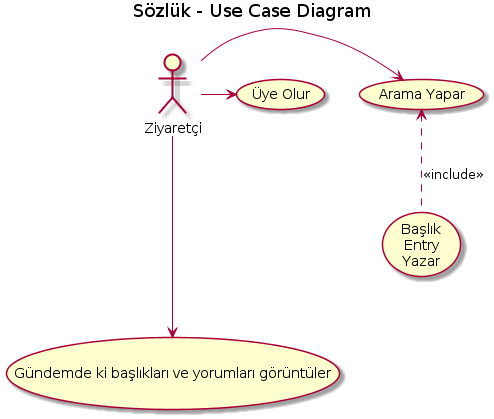 Sözlük - Use Case Diagram
Üye Olur
Arama Yapar
Ziyaretçi
«include»
Başlık
Entry
Yazar
Gündemde ki başlıkları ve yorumları görüntüler